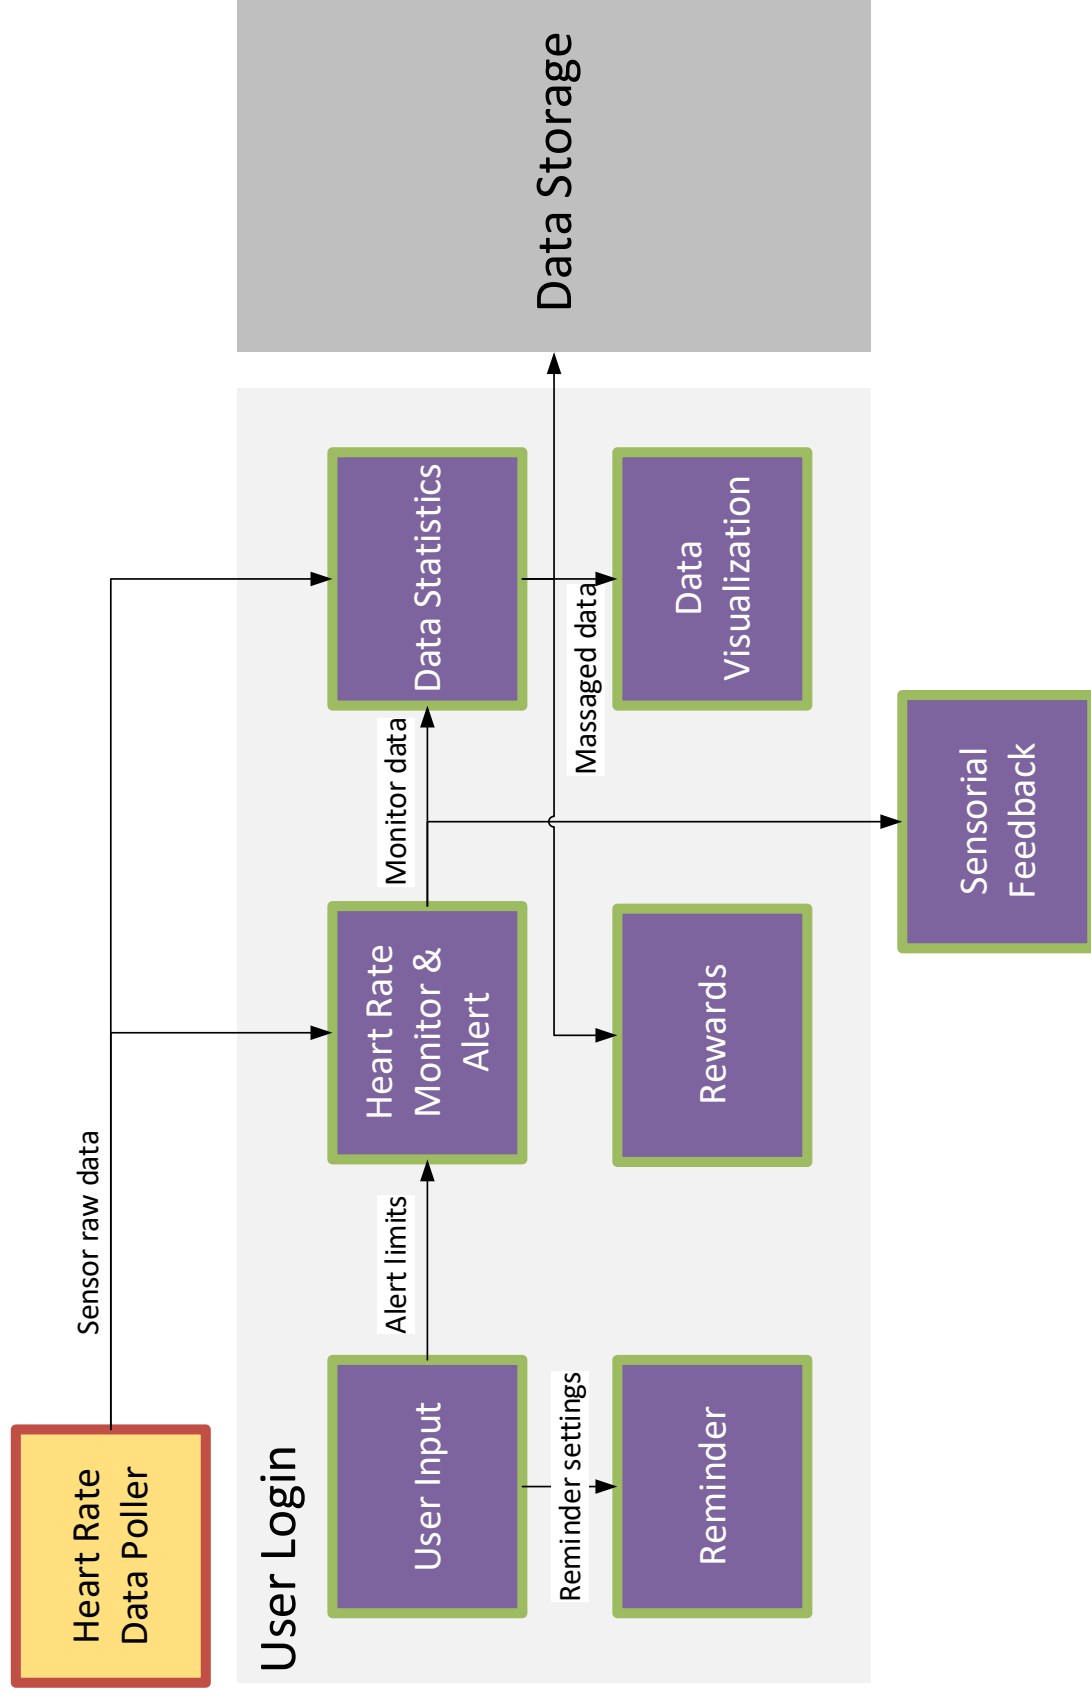 Heart Rate
Data Poller
Sensor raw data
User Login
User Input
Alert limits
Heart Rate
Monitor &
Alert
Monitor data
Data Statistics
Reminder settings
Massaged data
Reminder
Rewards
Data
Visualization
Data Storage
Sensorial
Feedback